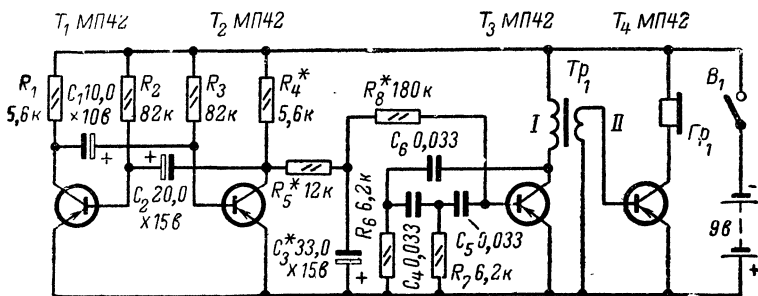 T₁ МП42
T₂ МП42
T₃ МП42
T₄ МП42
R₁
5,6к
C₁ 10,0
×10в
R₂
82к
R₃
82к
R₄*
5,6к
R₈* 180к
Тр₁
I
II
Гр₁
В₁
C₆ 0,033
+
+
C₂ 20,0
×15в
R₅* 12к
R₆ 6,2к
C₃* 33,0
×15в
+
C₄ 0,033
C₅ 0,033
R₇ 6,2к
-
9в
+